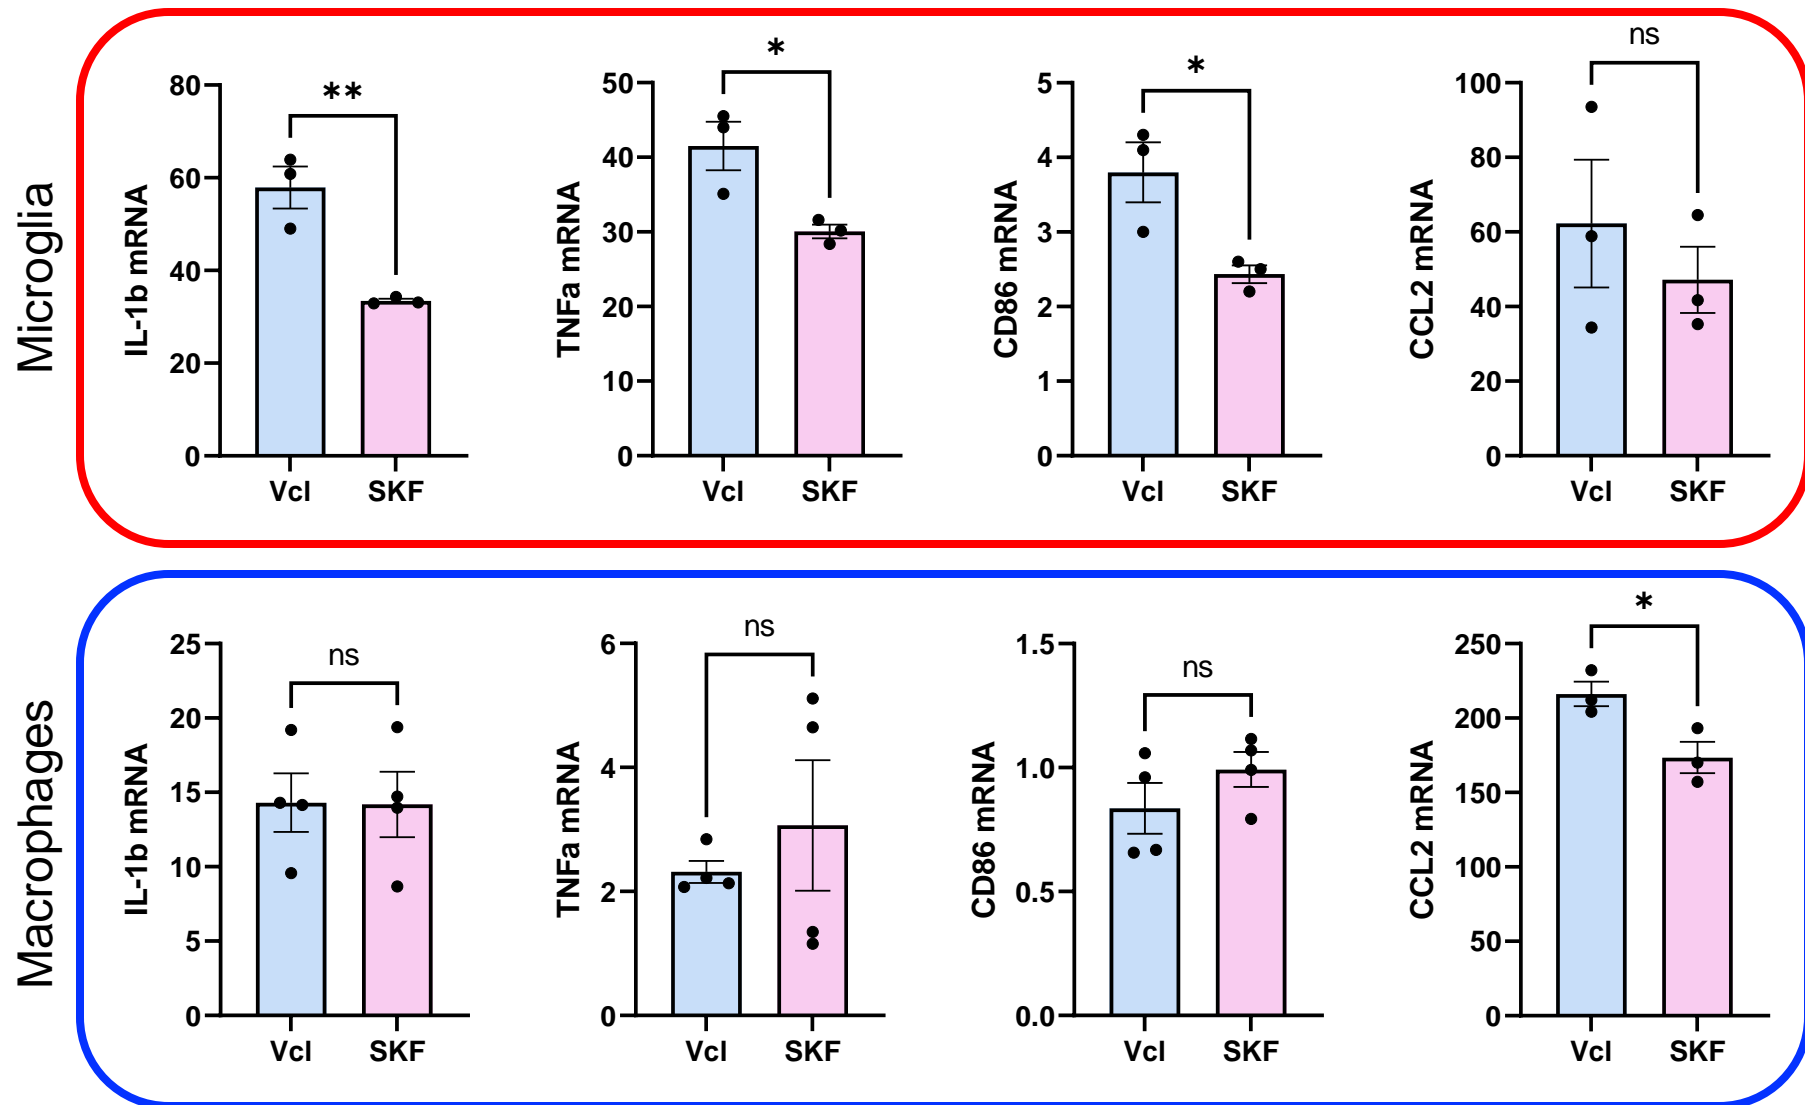 Microglia
IL-1b mRNA
80
60
40
20
0
**
Vcl SKF
TNFa mRNA
50
40
30
20
10
0
*
Vcl SKF
CD86 mRNA
5
4
3
2
1
0
*
Vcl SKF
CCL2 mRNA
100
80
60
40
20
0
ns
Vcl SKF
Macrophages
IL-1b mRNA
25
20
15
10
5
0
ns
Vcl SKF
TNFa mRNA
6
4
2
0
ns
Vcl SKF
CD86 mRNA
1.5
1.0
0.5
0.0
ns
Vcl SKF
CCL2 mRNA
250
200
150
100
50
0
*
Vcl SKF